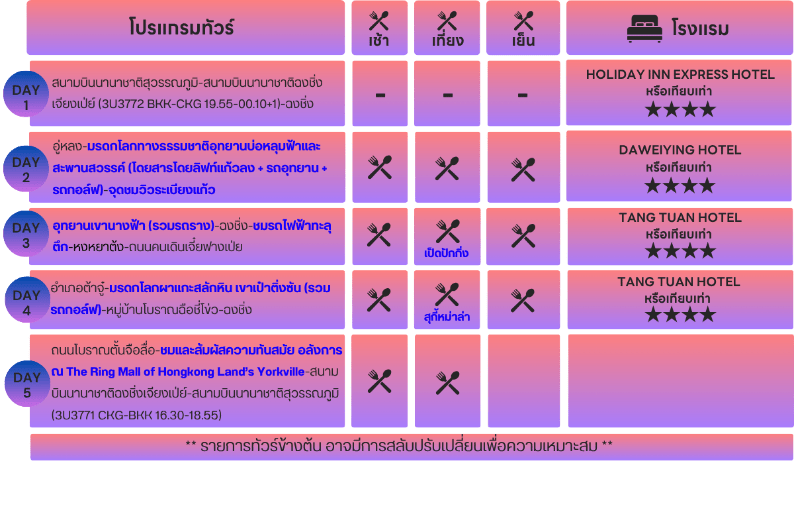 โปรแกรมทัวร์
เช้า
เที่ยง
เย็น
โรงแรม
DAY
1
สนามบินนานาชาติสุวรรณภูมิ-สนามบินนานาชาติฉงชิ่ง
เจียงเป่ย์ (3U3772 BKK-CKG 19.55-00.10+1)-ฉงชิ่ง
-
-
-
HOLIDAY INN EXPRESS HOTEL
หรือเทียบเท่า
★★★★
DAY
2
อู่หลง-มรดกโลกทางธรรมชาติอุทยานบ่อหลุมฟ้าและ
สะพานสวรรค์ (โดยสารโดยลิฟท์แก้วลง + รถอุทยาน +
รถกอล์ฟ)-จุดชมวิวระเบียงแก้ว
DAWEIYING HOTEL
หรือเทียบเท่า
★★★★
DAY
3
อุทยานเขานางฟ้า (รวมรถราง)-ฉงชิ่ง-ชมรถไฟฟ้าทะลุ
ตึก-หงหยาต้ง-ถนนคนเดินเจี่ยฟางเปย
เป็ดปักกิ่ง
TANG TUAN HOTEL
หรือเทียบเท่า
★★★★
DAY
4
อำเภอต้าจู๋-มรดกโลกผาแกะสลักหิน เขาเป่าติ่งซัน (รวม
รถกอล์ฟ)-หมู่บ้านโบราณฉือชี่โข่ว-ฉงชิ่ง
สุกี้หม่าล่า
TANG TUAN HOTEL
หรือเทียบเท่า
★★★★
DAY
5
ถนนโบราณตั้นจือสื่อ-ชมและสัมผัสความทันสมัย อลังการ
ณ The Ring Mall of Hongkong Land's Yorkville-สนาม
บินนานาชาติฉงชิ่งเจียงเป่ย์-สนามบินนานาชาติสุวรรณภูมิ
(3U3771 CKG-BKK 16.30-18.55)
** รายการทัวร์ข้างต้น อาจมีการสลับปรับเปลี่ยนเพื่อความเหมาะสม **